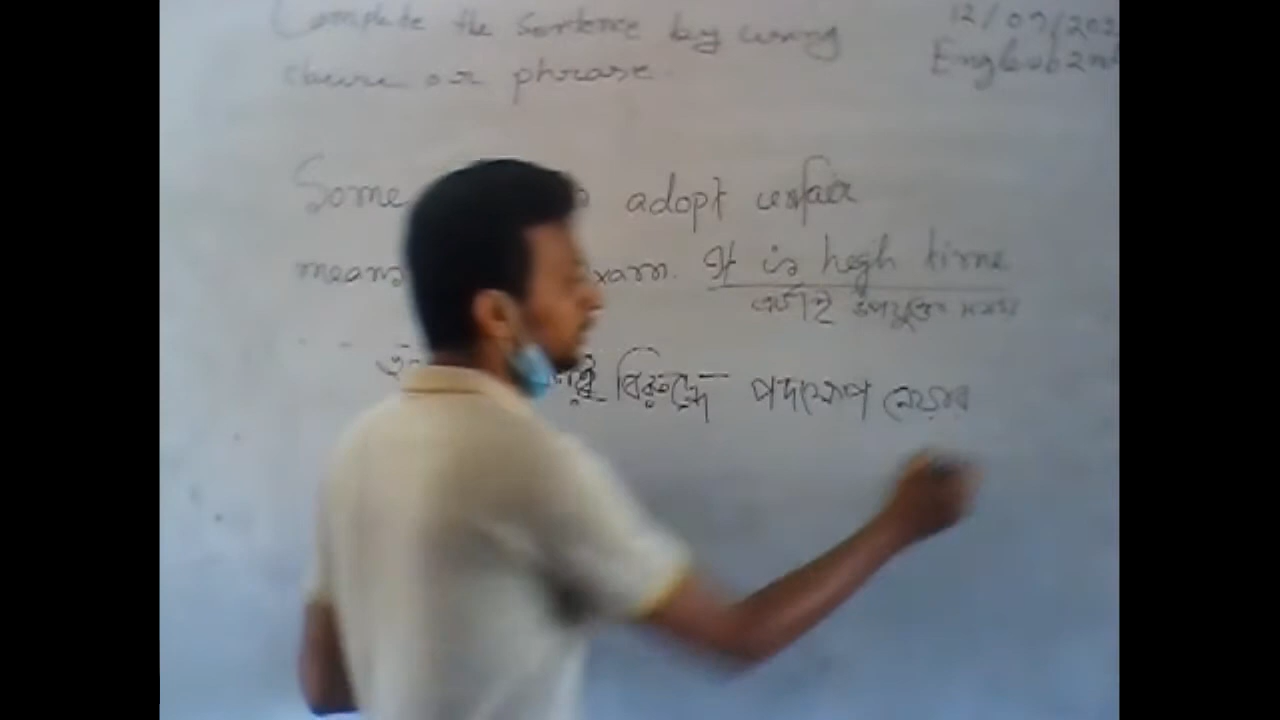 Complete the Sentence by using
12/07/202
clause or phrase.
English 2nd
Some adopt unfair
means exam. It is high time
এটাই উপযুক্ত সময়
বিরুদ্ধে পদক্ষেপ নেওয়ার